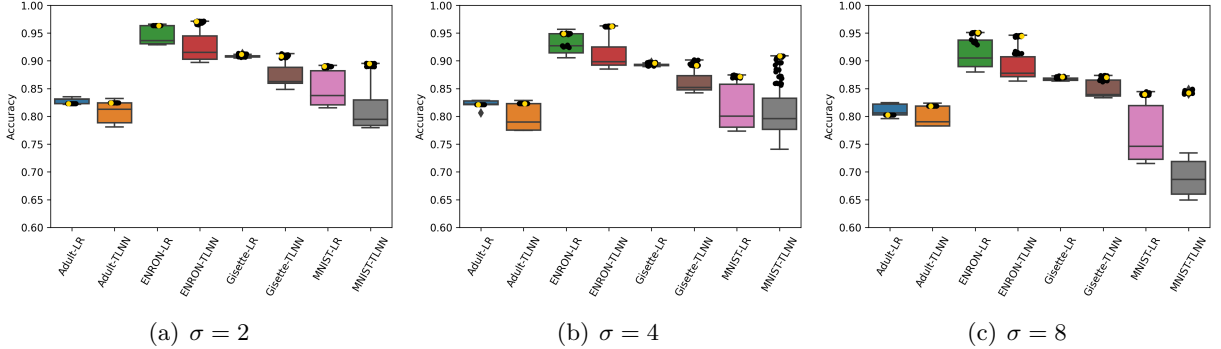 1.00
0.95
0.90
0.85
0.80
0.75
0.70
0.65
0.60
Accuracy
Adult-LR
Adult-TLNN
ENRON-LR
ENRON-TLNN
Gisette-LR
Gisette-TLNN
MNIST-LR
MNIST-TLNN
(a) σ = 2
1.00
0.95
0.90
0.85
0.80
0.75
0.70
0.65
0.60
Accuracy
Adult-LR
Adult-TLNN
ENRON-LR
ENRON-TLNN
Gisette-LR
Gisette-TLNN
MNIST-LR
MNIST-TLNN
(b) σ = 4
1.00
0.95
0.90
0.85
0.80
0.75
0.70
0.65
0.60
Accuracy
Adult-LR
Adult-TLNN
ENRON-LR
ENRON-TLNN
Gisette-LR
Gisette-TLNN
MNIST-LR
MNIST-TLNN
(c) σ = 8